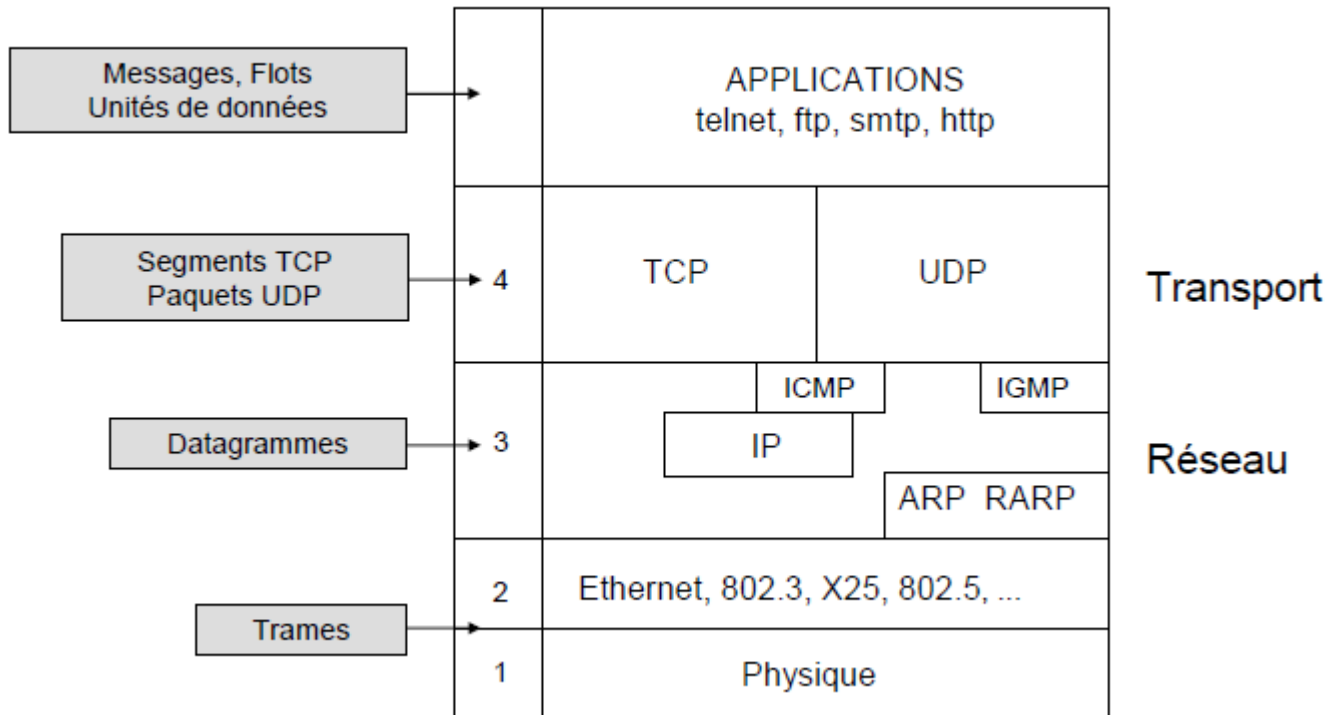 Messages, Flots
Unités de données
APPLICATIONS
telnet, ftp, smtp, http
Segments TCP
Paquets UDP
4
TCP
UDP
Transport
ICMP
IGMP
Datagrammes
3
IP
Réseau
ARP RARP
2
Ethernet, 802.3, X25, 802.5, ...
Trames
1
Physique